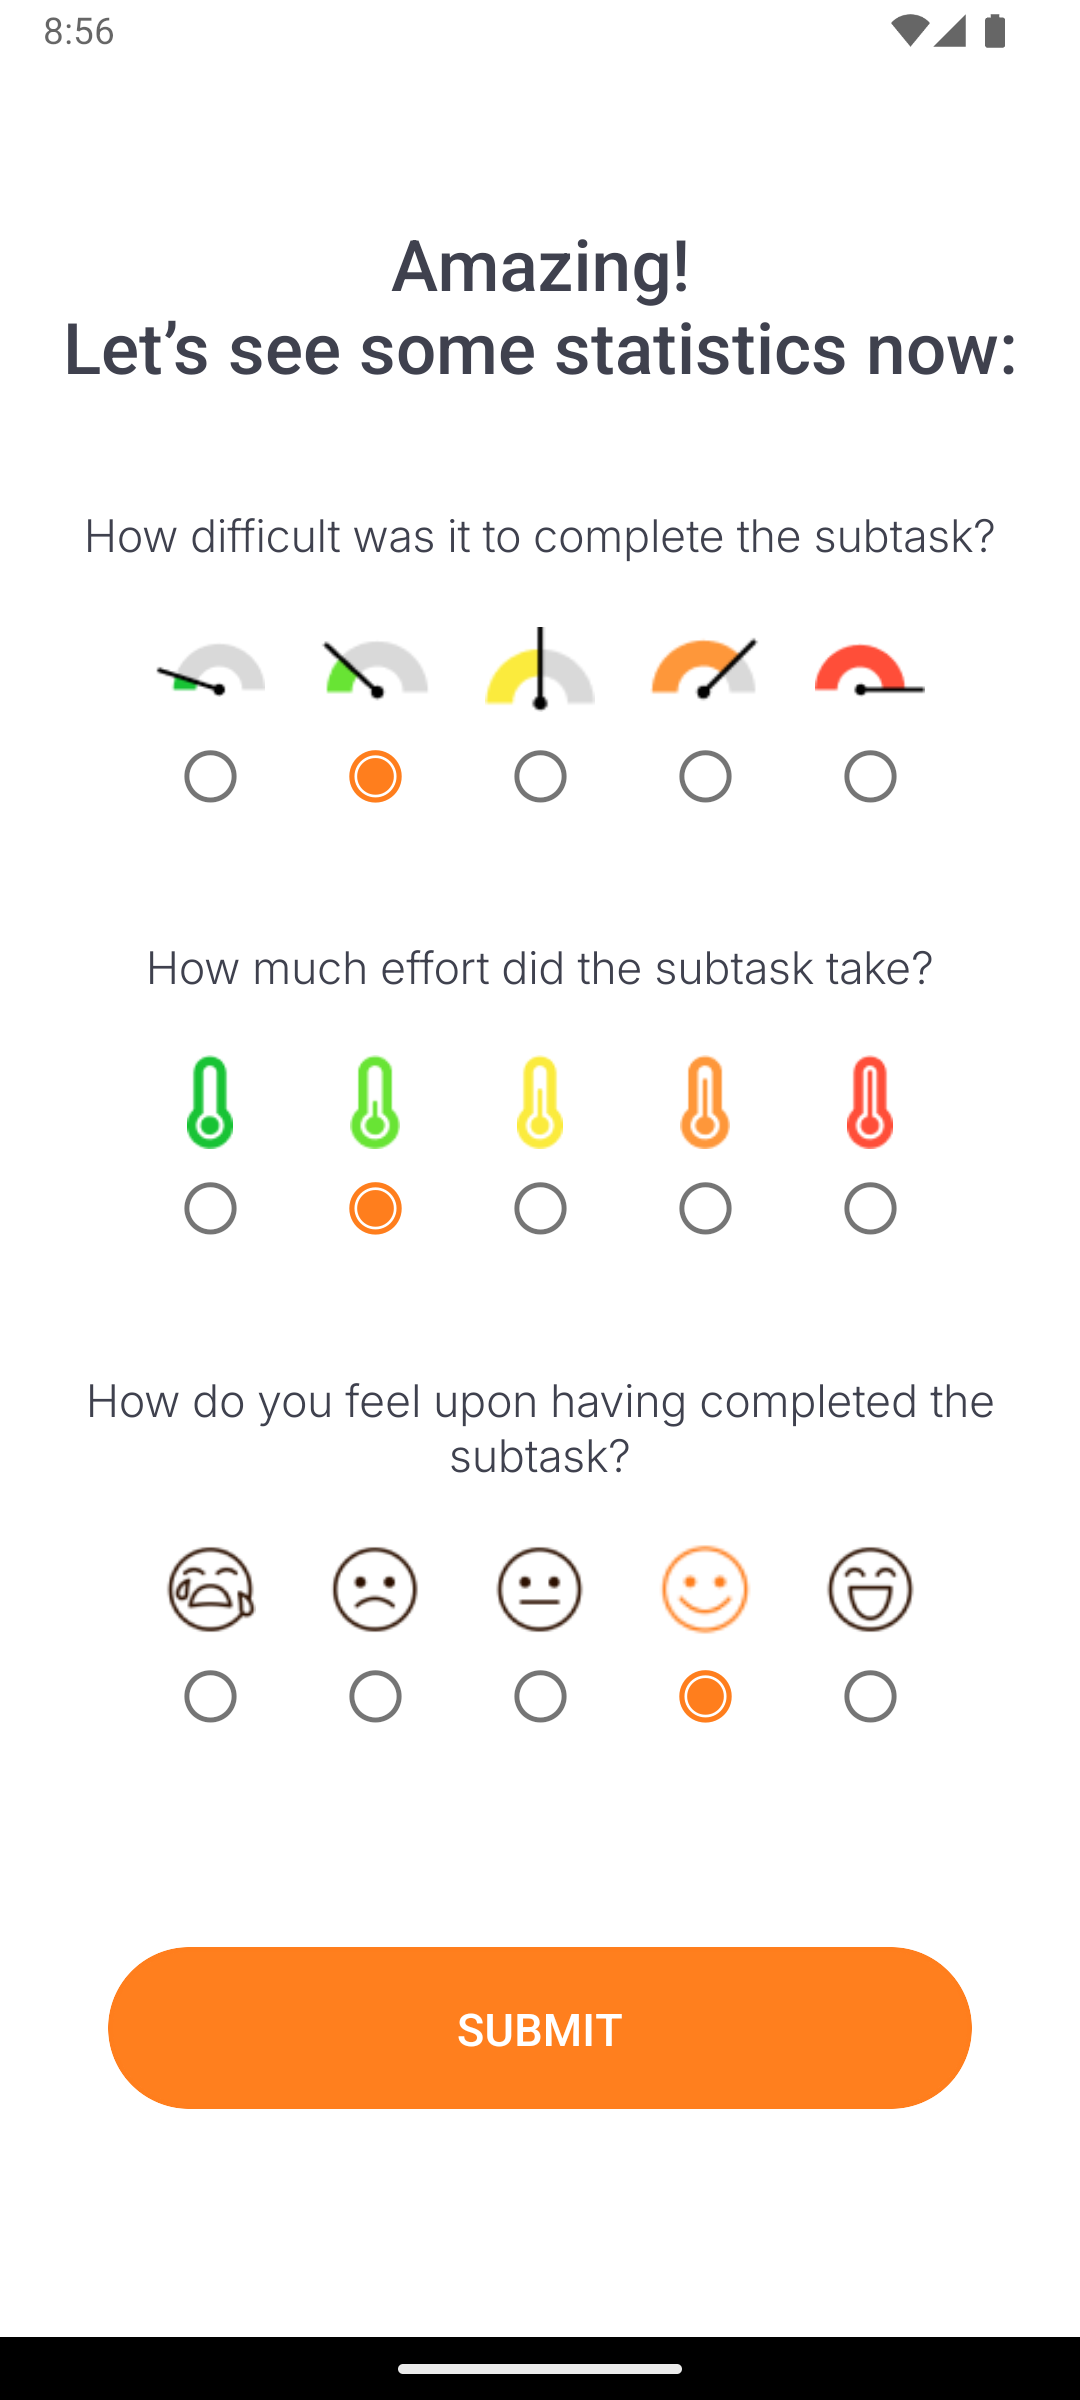 8:56
Amazing!
Let’s see some statistics now:
How difficult was it to complete the subtask?
How much effort did the subtask take?
How do you feel upon having completed the
subtask?
SUBMIT